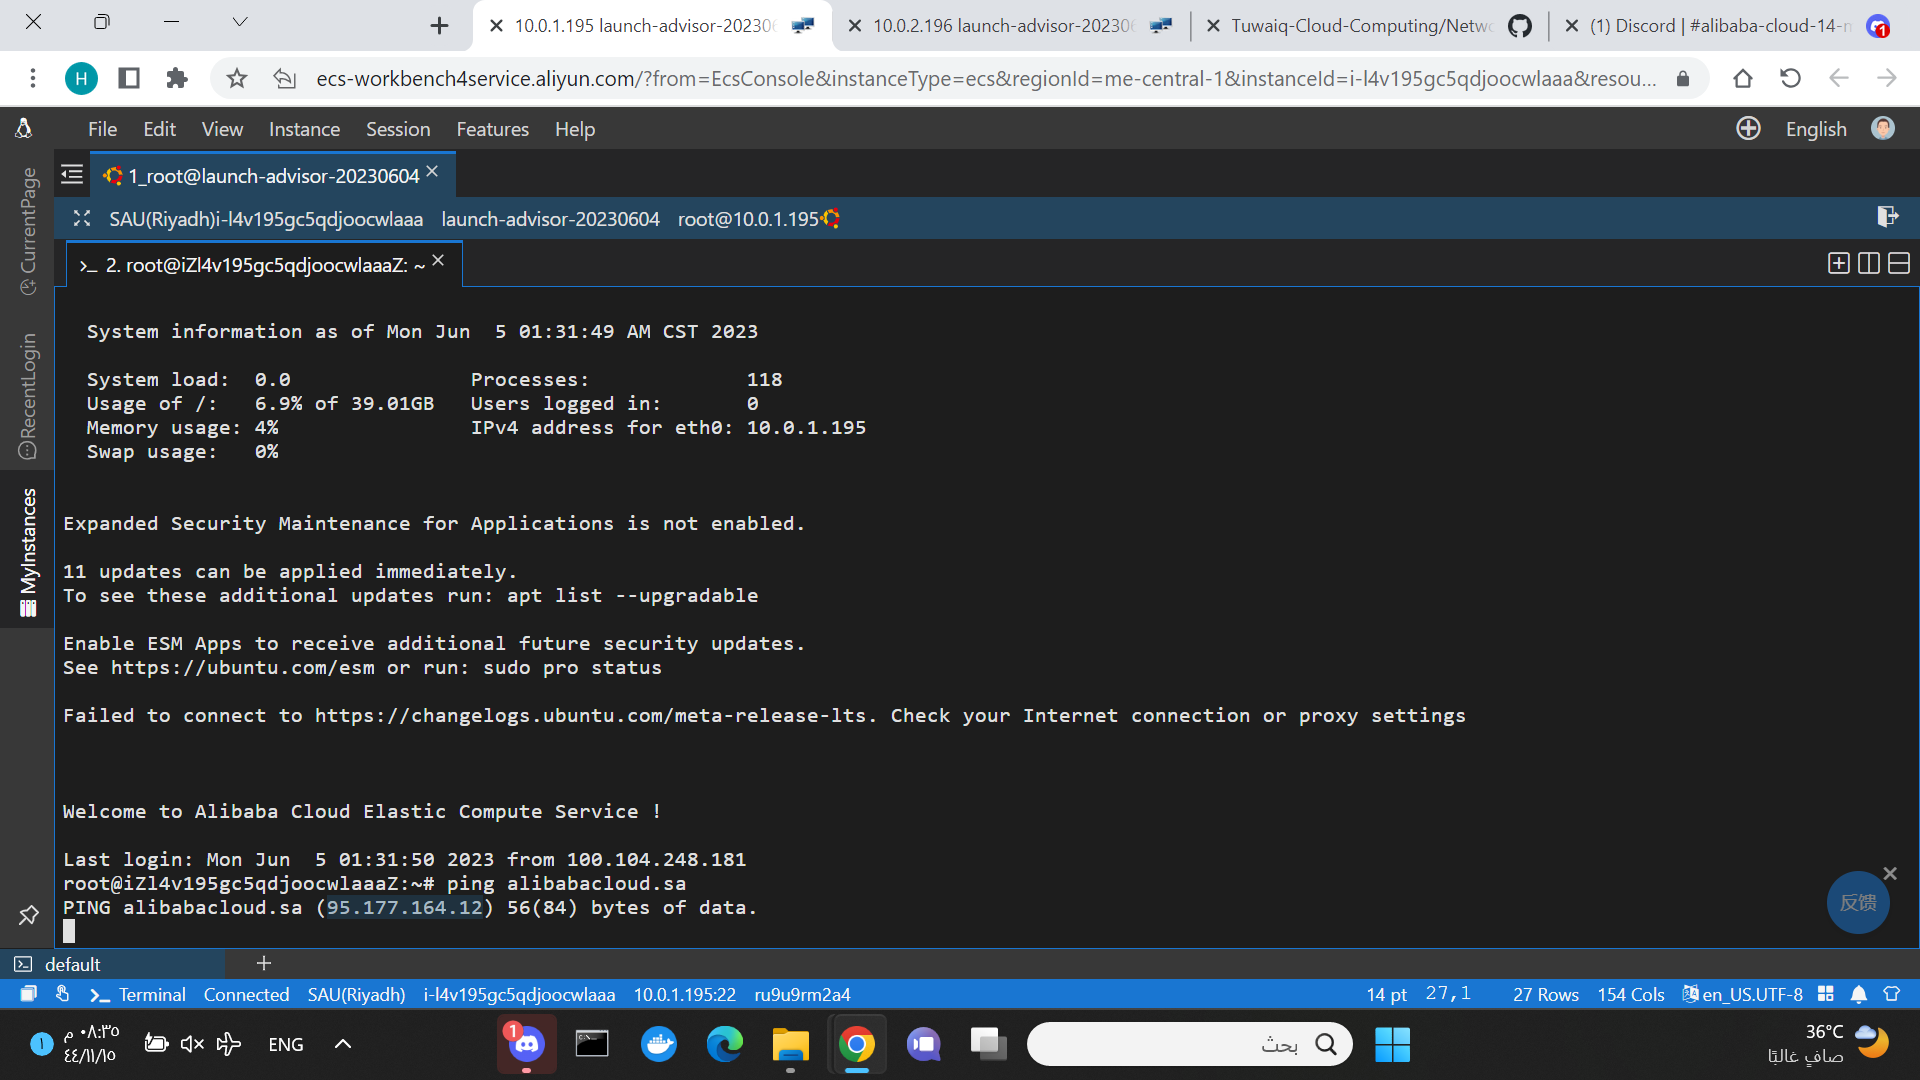 10.0.1.195 launch-advisor-20230
10.0.2.196 launch-advisor-20230
Tuwaiq-Cloud-Computing/Netw
(1) Discord | #alibaba-cloud-14-
1
H
ecs-workbench4service.aliyun.com/?from=EcsConsole&instanceType=ecs&regionId=me-central-1&instanceId=i-l4v195gc5qdjoocwlaaa&resou...
File Edit View Instance Session Features Help
English
CurrentPage
RecentLogin
MyInstances
1_root@launch-advisor-20230604
SAU(Riyadh)i-l4v195gc5qdjoocwlaaa launch-advisor-20230604 root@10.0.1.195
>_ 2. root@iZl4v195gc5qdjoocwlaaaZ: ~
System information as of Mon Jun  5 01:31:49 AM CST 2023
System load:  0.0                Processes:             118
Usage of /:   6.9% of 39.01GB   Users logged in:       0
Memory usage: 4%                IPv4 address for eth0: 10.0.1.195
Swap usage:   0%
Expanded Security Maintenance for Applications is not enabled.
11 updates can be applied immediately.
To see these additional updates run: apt list --upgradable
Enable ESM Apps to receive additional future security updates.
See https://ubuntu.com/esm or run: sudo pro status
Failed to connect to https://changelogs.ubuntu.com/meta-release-lts. Check your Internet connection or proxy settings
Welcome to Alibaba Cloud Elastic Compute Service !
Last login: Mon Jun  5 01:31:50 2023 from 100.104.248.181
root@iZl4v195gc5qdjoocwlaaaZ:~# ping alibabacloud.sa
PING alibabacloud.sa (95.177.164.12) 56(84) bytes of data.
反馈
default
Terminal Connected SAU(Riyadh) i-l4v195gc5qdjoocwlaaa 10.0.1.195:22 ru9u9rm2a4
14 pt 27,1 27 Rows 154 Cols en_US.UTF-8
١
٠٨:٣٥ م
٤٤/١١/١٥
ENG
1
بحث
36°C
صافٍ غالبًا